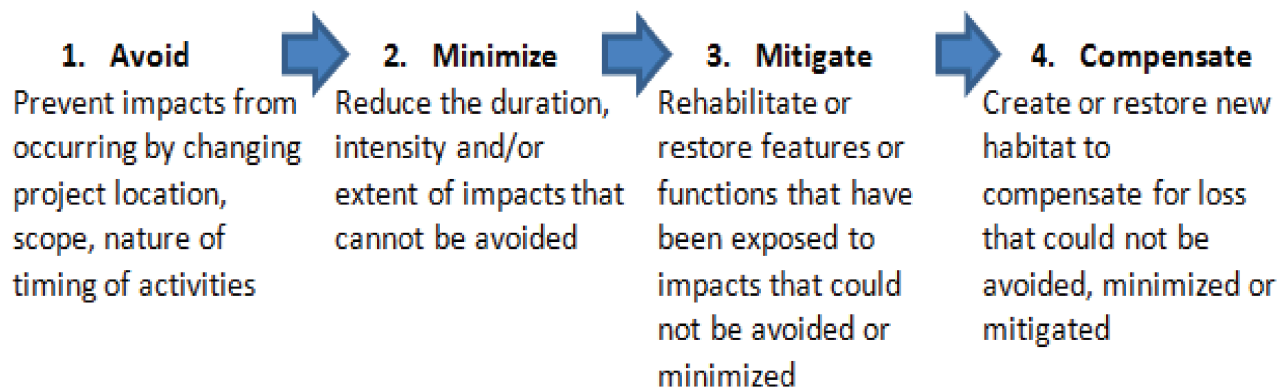 1. Avoid
Prevent impacts from
occurring by changing
project location,
scope, nature of
timing of activities
2. Minimize
Reduce the duration,
intensity and/or
extent of impacts that
cannot be avoided
3. Mitigate
Rehabilitate or
restore features or
functions that have
been exposed to
impacts that could
not be avoided or
minimized
4. Compensate
Create or restore new
habitat to
compensate for loss
that could not be
avoided, minimized or
mitigated